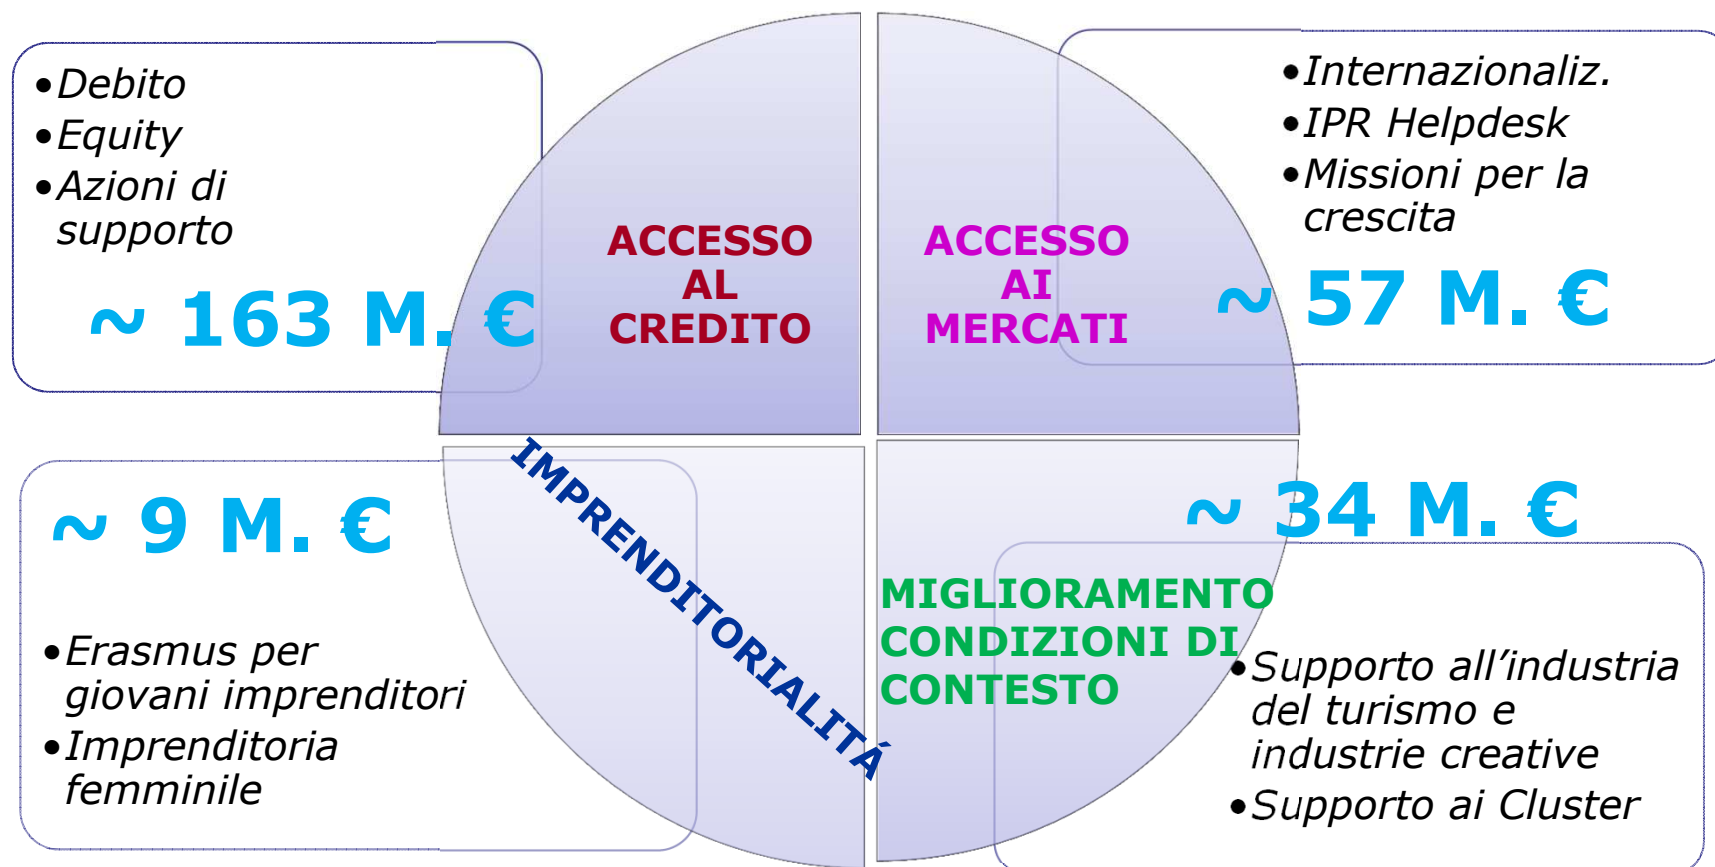 •Debito
•Equity
•Azioni di
supporto
~ 163 M. €
ACCESSO
AL
CREDITO
ACCESSO
AI
MERCATI
•Internazionaliz.
•IPR Helpdesk
•Missioni per la
crescita
~ 57 M. €
~ 9 M. €
•Erasmus per
giovani imprenditori
•Imprenditoria
femminile
IMPRENDITORIALITÁ
~ 34 M. €
MIGLIORAMENTO
CONDIZIONI DI
CONTESTO
•Supporto all’industria
del turismo e
industrie creative
•Supporto ai Cluster